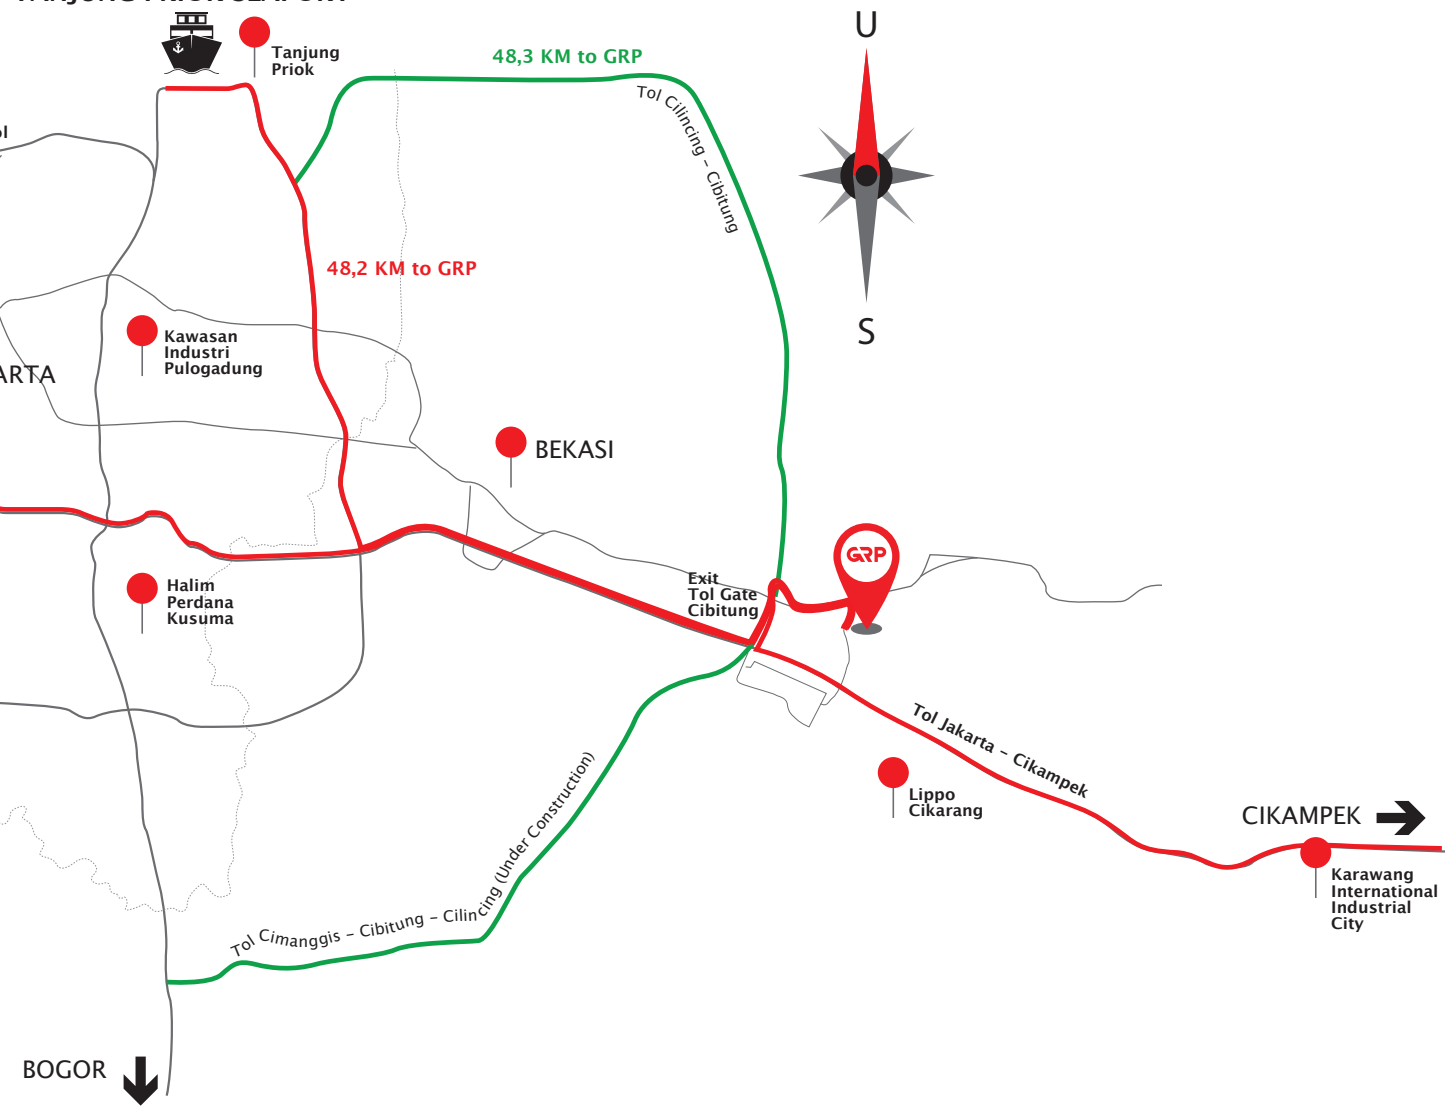 Tanjung
Priok
48,3 KM to GRP
U
Tol Cilincing – Cibitung
48,2 KM to GRP
S
Kawasan
Industri
Pulogadung
ARTA
BEKASI
GRP
Exit
Tol Gate
Cibitung
Halim
Perdana
Kusuma
Tol Jakarta – Cikampek
Lippo
Cikarang
CIKAMPEK
Karawang
International
Industrial
City
Tol Cimanggis – Cibitung – Cilincing (Under Construction)
BOGOR